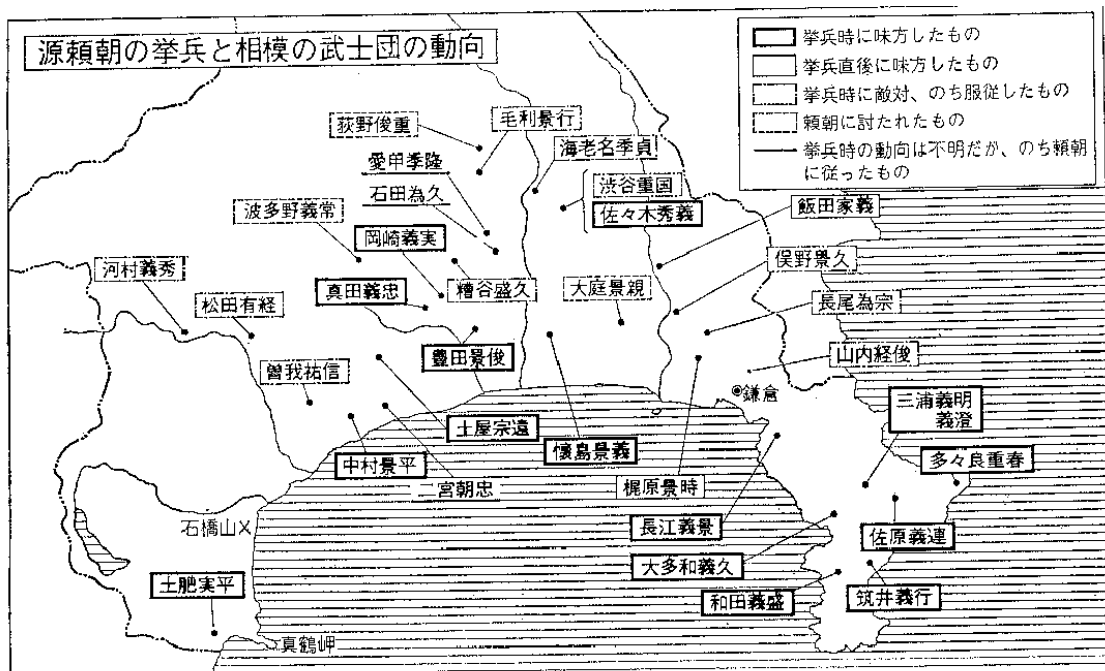 源頼朝の挙兵と相模の武士団の動向
挙兵時に味方したもの
挙兵直後に味方したもの
挙兵時に敵対、のち服従したもの
頼朝に討たれたもの
挙兵時の動向は不明だが、のち頼朝
に従ったもの
荻野俊重
毛利景行
海老名季貞
愛甲季隆
石田為久
渋谷重国
佐々木秀義
飯田家義
波多野義常
岡崎義実
俣野景久
河村義秀
松田有経
真田義忠
糟谷盛久
大庭景親
長尾為宗
豊田景俊
山内経俊
曽我祐信
鎌倉
三浦義明
義澄
土屋宗遠
懐島景義
多々良重春
中村景平
二宮朝忠
梶原景時
長江義景
石橋山×
佐原義連
大多和義久
土肥実平
和田義盛
筑井義行
真鶴岬